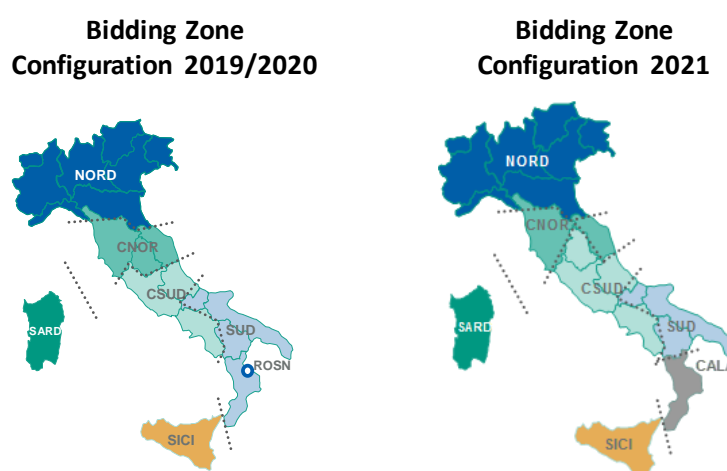 Bidding Zone
Configuration 2019/2020
NORD
CNOR
CSUD
SARD
SUD
ROSN
SICI
Bidding Zone
Configuration 2021
NORD
CNOR
CSUD
SARD
SUD
CALA
SICI